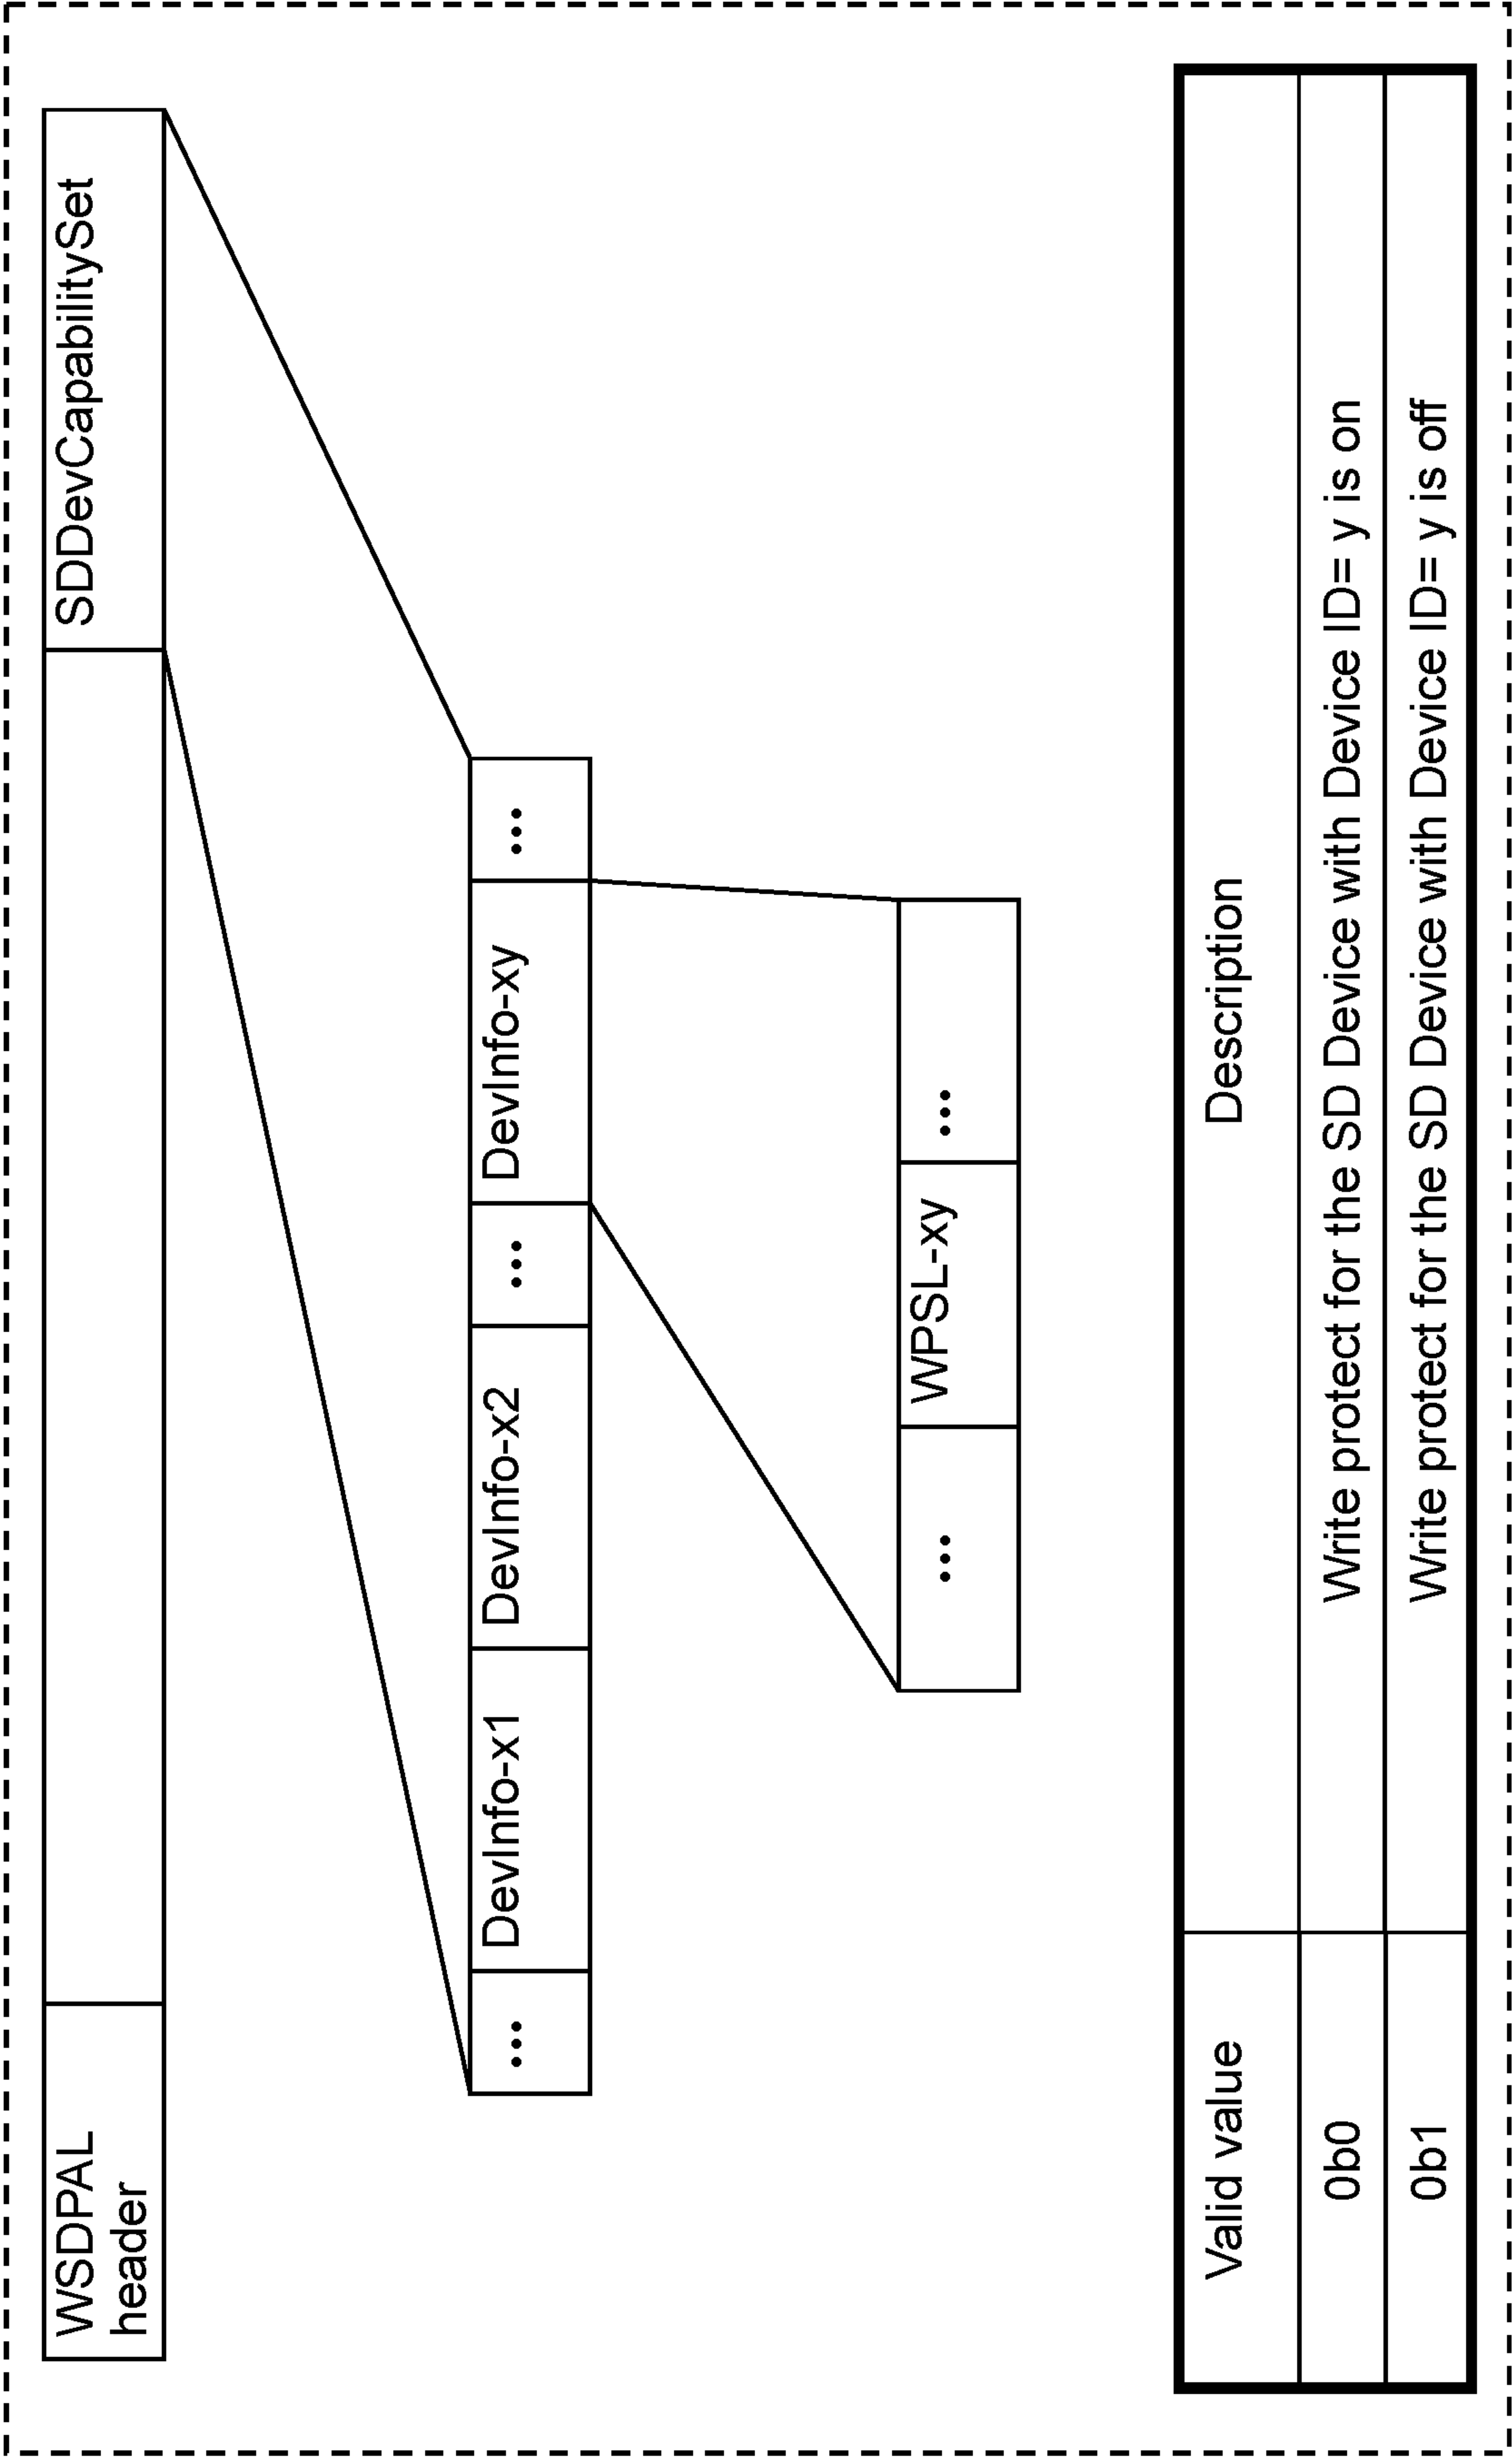 WSDPAL
header
SDDevCapabilitySet
... DevInfo-x1 DevInfo-x2 ... DevInfo-xy ...
... WPSL-xy ...
Valid value Description
0b0 Write protect for the SD Device with Device ID= y is on
0b1 Write protect for the SD Device with Device ID= y is off